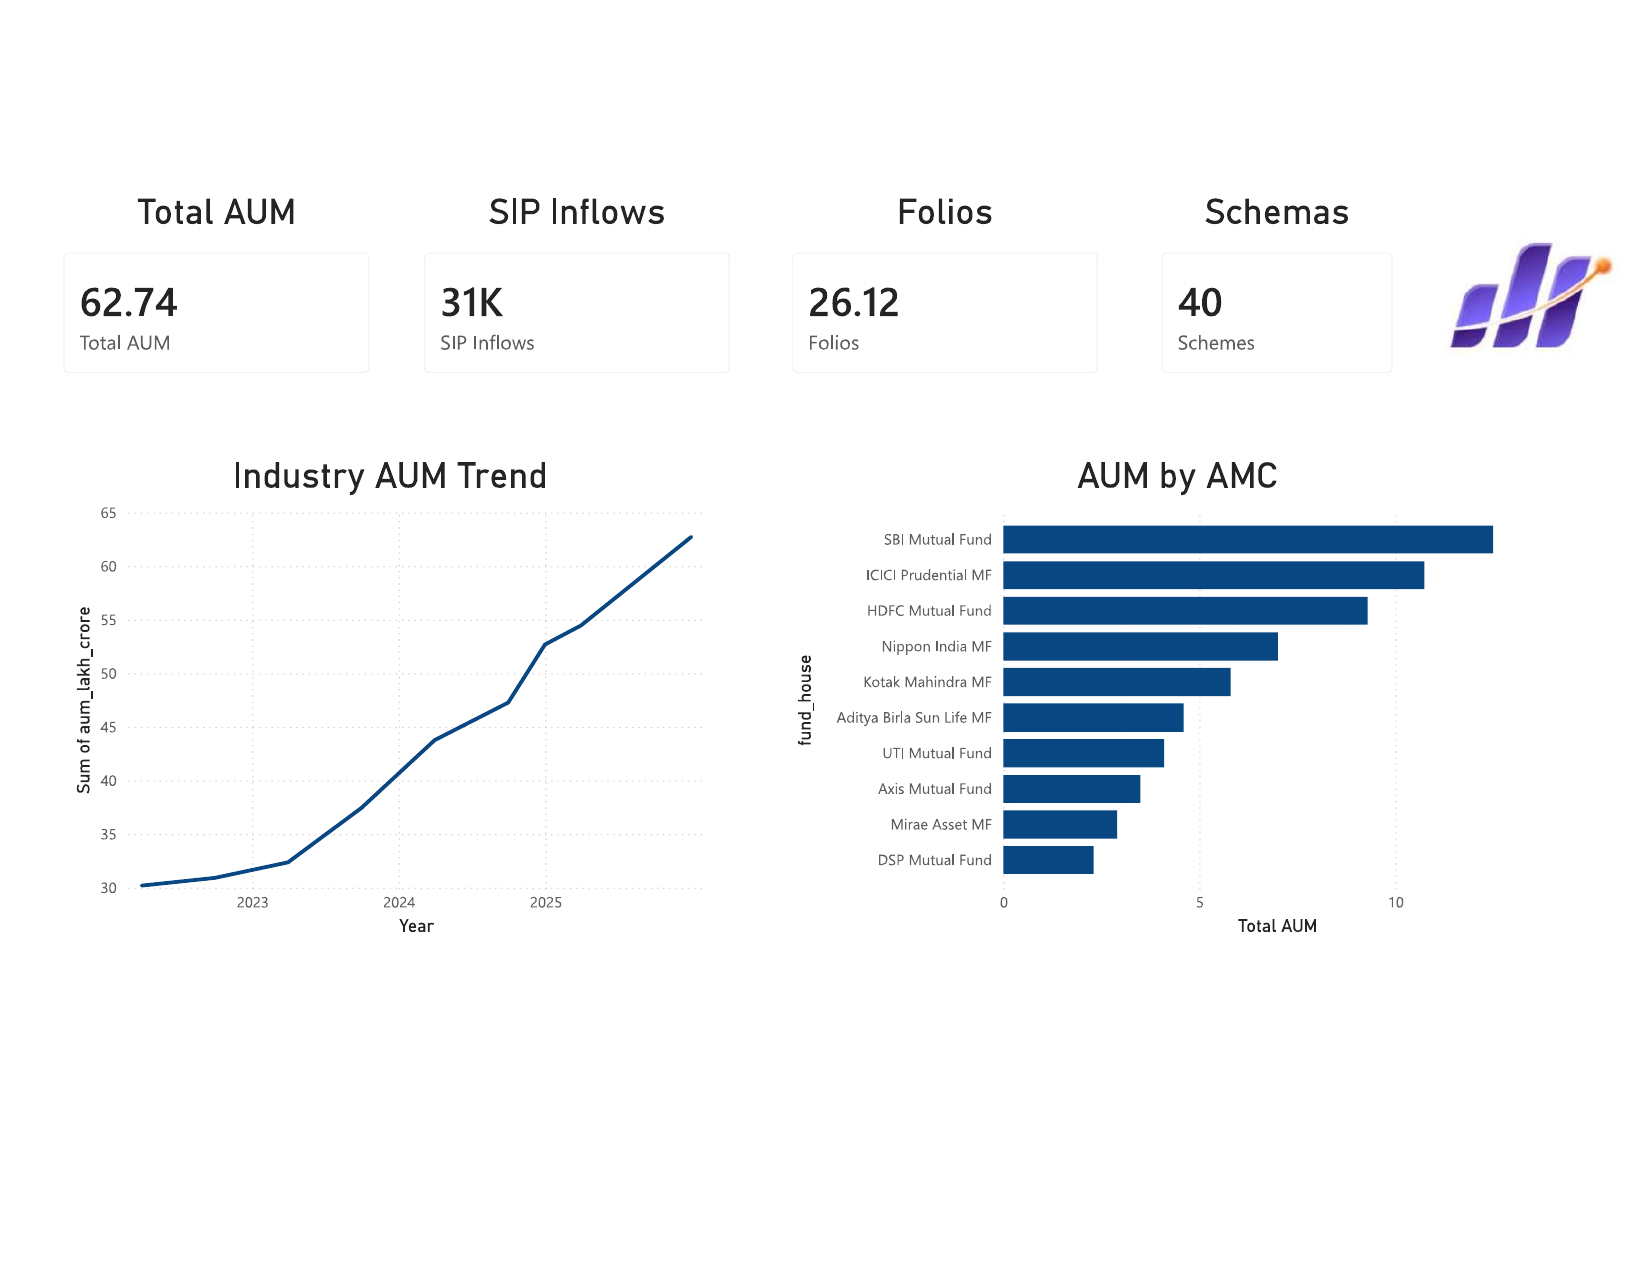 Total AUM
SIP Inflows
Folios
Schemas
62.74
Total AUM
31K
SIP Inflows
26.12
Folios
40
Schemes
Industry AUM Trend
Sum of aum_lakh_crore
65
60
55
50
45
40
35
30
2023
2024
2025
Year
AUM by AMC
fund_house
SBI Mutual Fund
ICICI Prudential MF
HDFC Mutual Fund
Nippon India MF
Kotak Mahindra MF
Aditya Birla Sun Life MF
UTI Mutual Fund
Axis Mutual Fund
Mirae Asset MF
DSP Mutual Fund
0
5
10
Total AUM